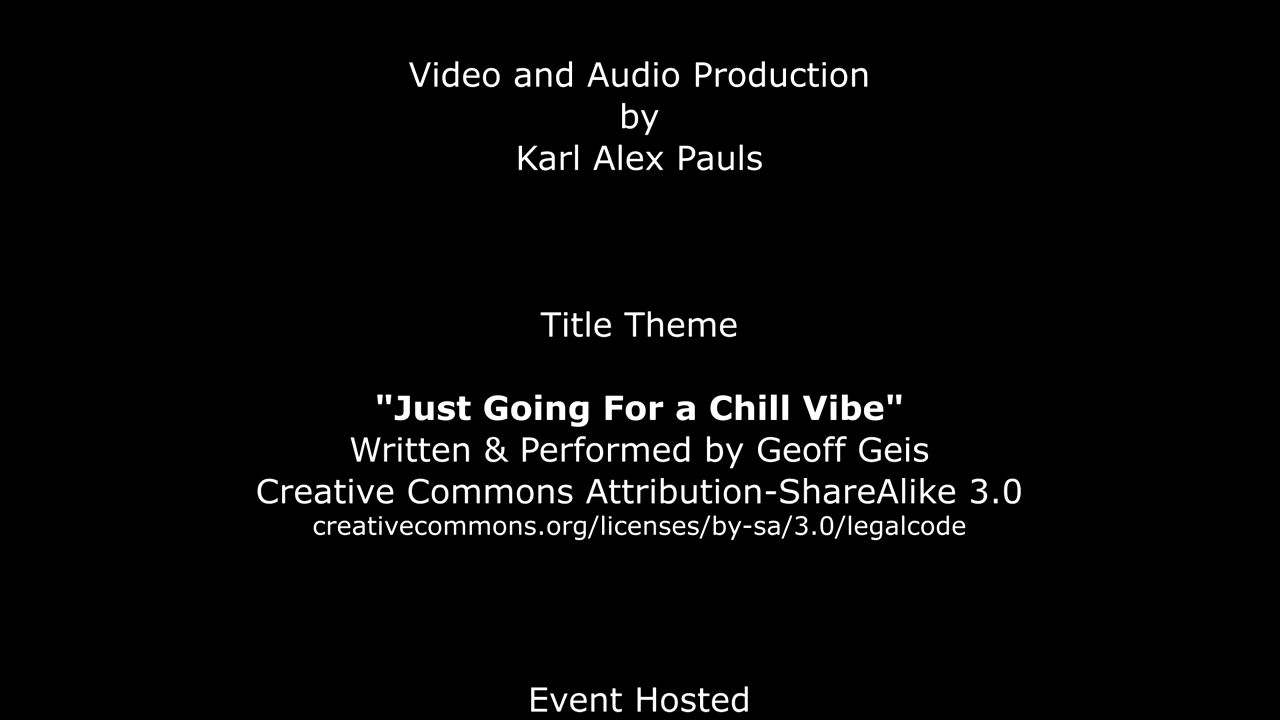 Video and Audio Production
by
Karl Alex Pauls
Title Theme
"Just Going For a Chill Vibe"
Written & Performed by Geoff Geis
Creative Commons Attribution-ShareAlike 3.0
creativecommons.org/licenses/by-sa/3.0/legalcode
Event Hosted